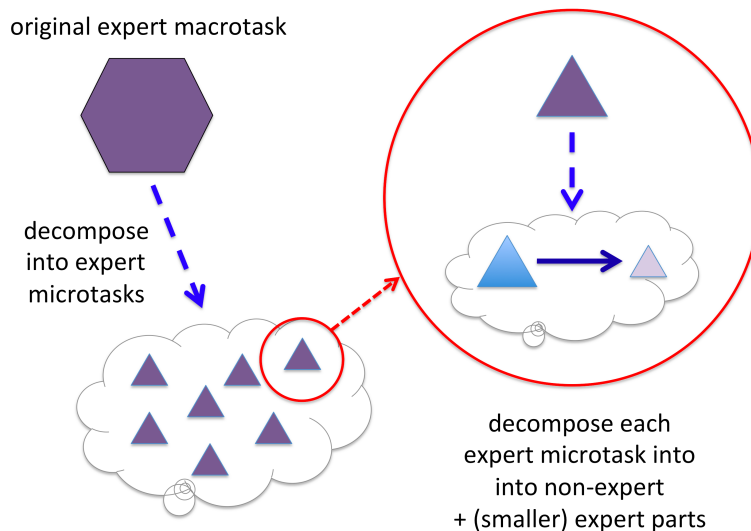 original expert macrotask
decompose
into expert
microtasks
decompose each
expert microtask into
into non-expert
+ (smaller) expert parts